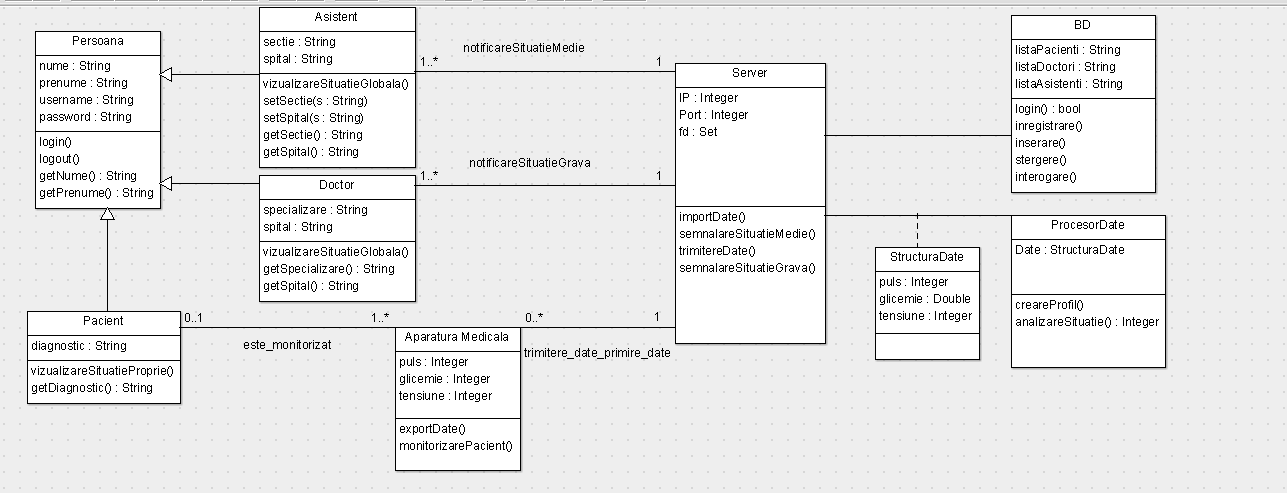 Persoana
nume : String
prenume : String
username : String
password : String
login()
logout()
getNume() : String
getPrenume() : String
Asistent
sectie : String
spital : String
vizualizareSituatieGlobala()
setSectie(s : String)
setSpital(s : String)
getSectie() : String
getSpital() : String
notificareSituatieMedie
1..*
1
Doctor
specializare : String
spital : String
vizualizareSituatieGlobala()
getSpecializare() : String
getSpital() : String
notificareSituatieGrava
1..*
1
Server
IP : Integer
Port : Integer
fd : Set
importDate()
semnalareSituatieMedie()
trimitereDate()
semnalareSituatieGrava()
BD
listaPacienti : String
listaDoctori : String
listaAsistenti : String
login() : bool
inregistrare()
inserare()
stergere()
interogare()
StructuraDate
puls : Integer
glicemie : Double
tensiune : Integer
ProcesorDate
Date : StructuraDate
creareProfil()
analizareSituatie() : Integer
Pacient
diagnostic : String
vizualizareSituatieProprie()
getDiagnostic() : String
0..1
1..*
este_monitorizat
Aparatura Medicala
puls : Integer
glicemie : Integer
tensiune : Integer
exportDate()
monitorizarePacient()
0..*
1
trimitere_date_primire_date